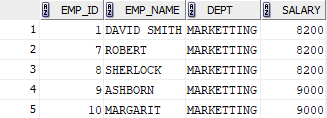 EMP_ID EMP_NAME DEPT SALARY
1 1 DAVID SMITH MARKETTING 8200
2 7 ROBERT MARKETTING 8200
3 8 SHERLOCK MARKETTING 8200
4 9 ASHBORN MARKETTING 9000
5 10 MARGARIT MARKETTING 9000